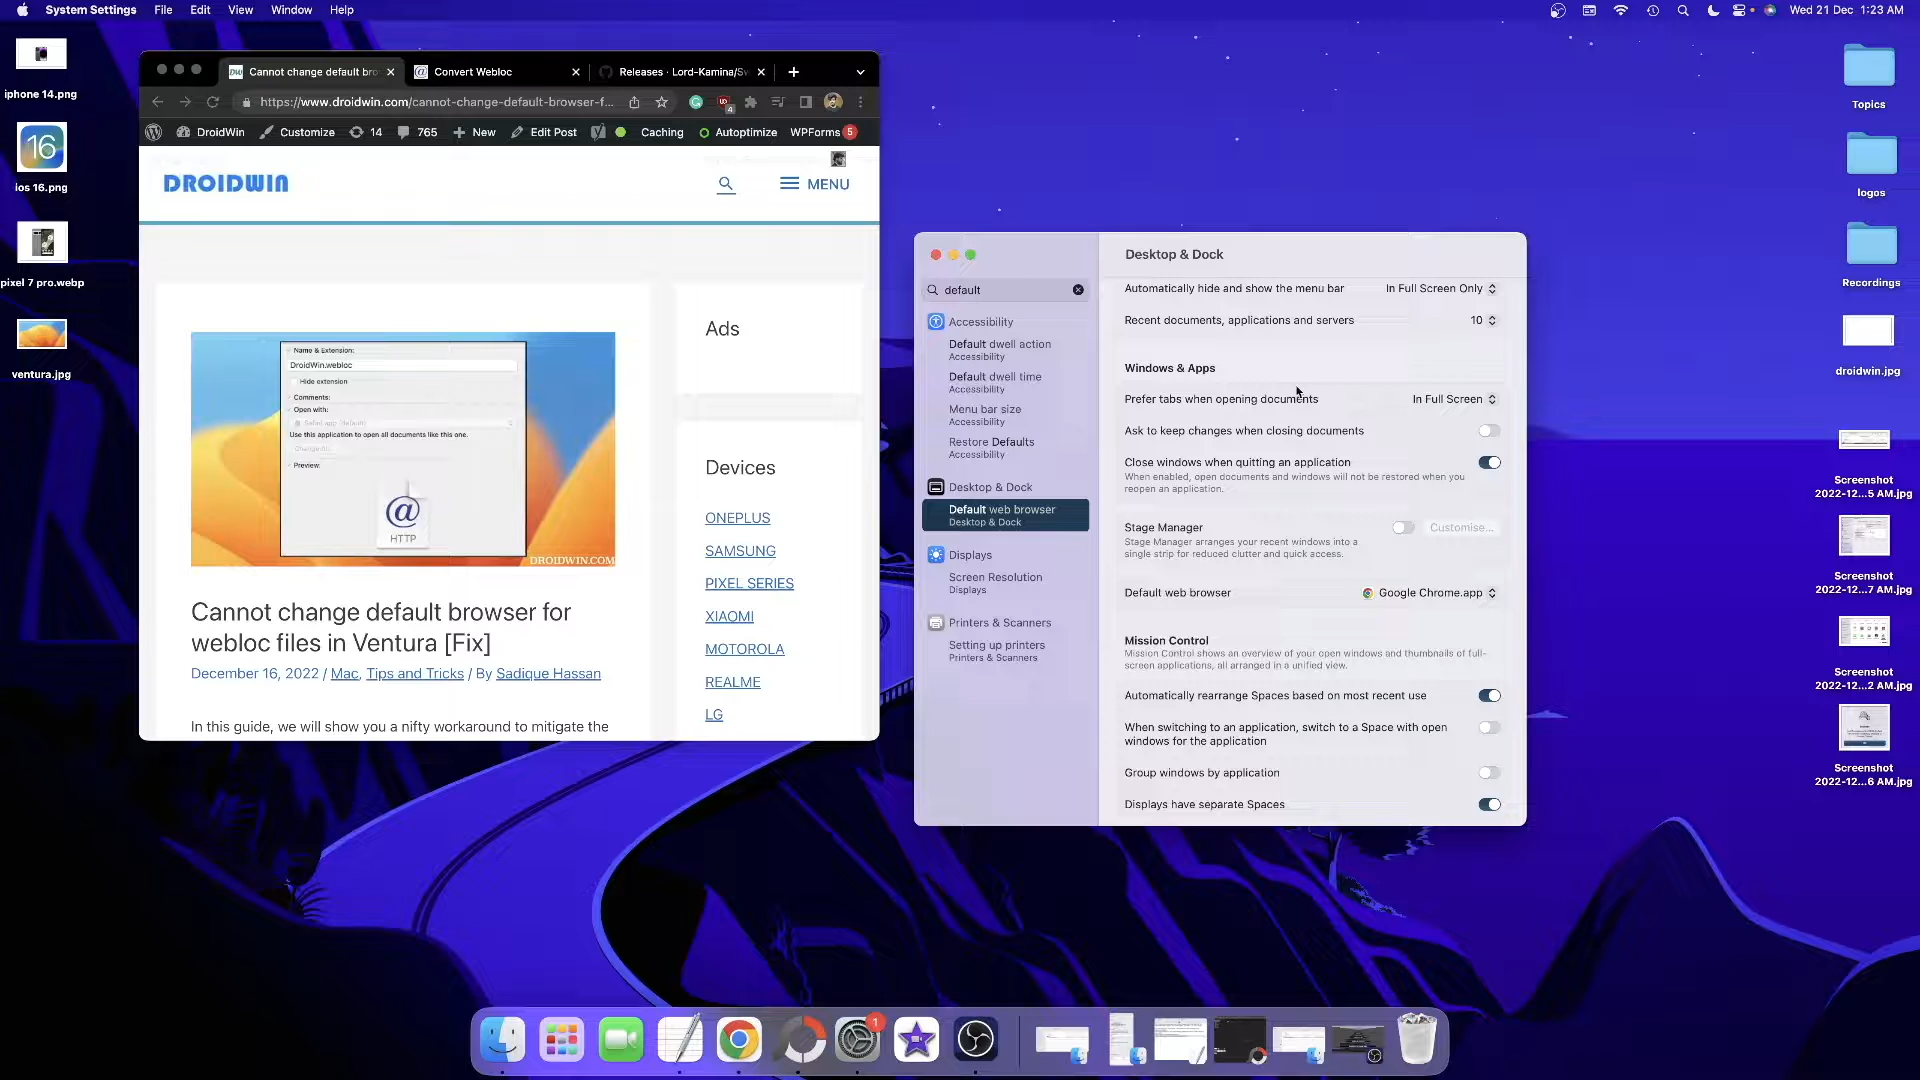 System Settings File Edit View Window Help
Wed 21 Dec 1:23 AM
iphone 14.png
16
ios 16.png
pixel 7 pro.webp
ventura.jpg
Topics
logos
Recordings
droidwin.jpg
Screenshot
2022-12...5 AM.jpg
Screenshot
2022-12...7 AM.jpg
Screenshot
2022-12...2 AM.jpg
Screenshot
2022-12...6 AM.jpg
DW Cannot change default bro
Convert Webloc
Releases · Lord-Kamina/Sw
https://www.droidwin.com/cannot-change-default-browser-f...
4
DroidWin Customize 14 765 New Edit Post Caching Autoptimize WPForms 5
DROIDWIN
MENU
Name & Extension:
DroidWin.webloc
Hide extension
Comments:
Open with:
Safari.app (default)
Use this application to open all documents like this one.
Change All...
Preview:
@
HTTP
DROIDWIN.COM
Cannot change default browser for
webloc files in Ventura [Fix]
December 16, 2022 / Mac, Tips and Tricks / By Sadique Hassan
In this guide, we will show you a nifty workaround to mitigate the
Ads
Devices
ONEPLUS
SAMSUNG
PIXEL SERIES
XIAOMI
MOTOROLA
REALME
LG
default
Accessibility
Default dwell action
Accessibility
Default dwell time
Accessibility
Menu bar size
Accessibility
Restore Defaults
Accessibility
Desktop & Dock
Default web browser
Desktop & Dock
Displays
Screen Resolution
Displays
Printers & Scanners
Setting up printers
Printers & Scanners
Desktop & Dock
Automatically hide and show the menu bar In Full Screen Only
Recent documents, applications and servers 10
Windows & Apps
Prefer tabs when opening documents In Full Screen
Ask to keep changes when closing documents
Close windows when quitting an application
When enabled, open documents and windows will not be restored when you
reopen an application.
Stage Manager Customise...
Stage Manager arranges your recent windows into a
single strip for reduced clutter and quick access.
Default web browser Google Chrome.app
Mission Control
Mission Control shows an overview of your open windows and thumbnails of full-
screen applications, all arranged in a unified view.
Automatically rearrange Spaces based on most recent use
When switching to an application, switch to a Space with open
windows for the application
Group windows by application
Displays have separate Spaces
1